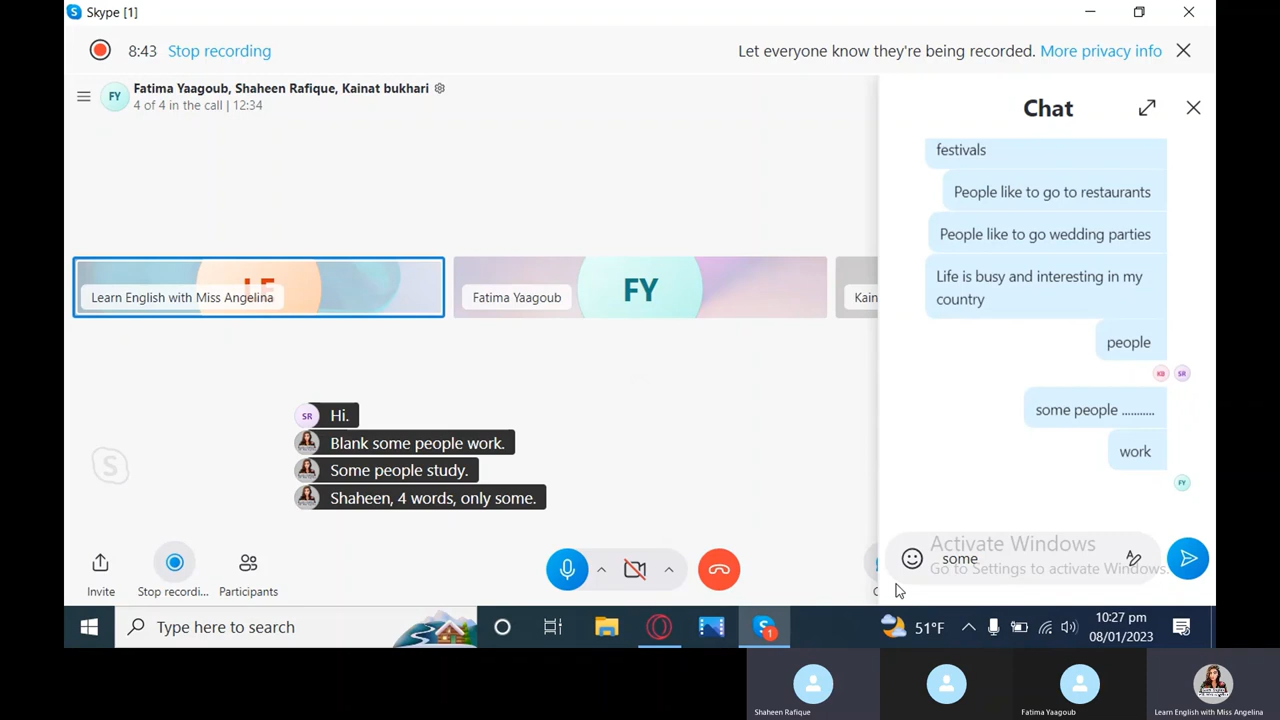 Skype [1]
8:43 Stop recording
Let everyone know they're being recorded. More privacy info
FY
Fatima Yaagoub, Shaheen Rafique, Kainat bukhari
4 of 4 in the call | 12:34
Chat
festivals
People like to go to restaurants
People like to go wedding parties
Life is busy and interesting in my
country
people
KB SR
some people ...........
work
FY
LE
Learn English with Miss Angelina
FY
Fatima Yaagoub
Kain
SR Hi.
Blank some people work.
Some people study.
Shaheen, 4 words, only some.
some
Activate Windows
Go to Settings to activate Windows.
Invite
Stop recordi...
Participants
C
Type here to search
1
51°F
10:27 pm
08/01/2023
Shaheen Rafique
Fatima Yaagoub
Learn English with Miss Angelina